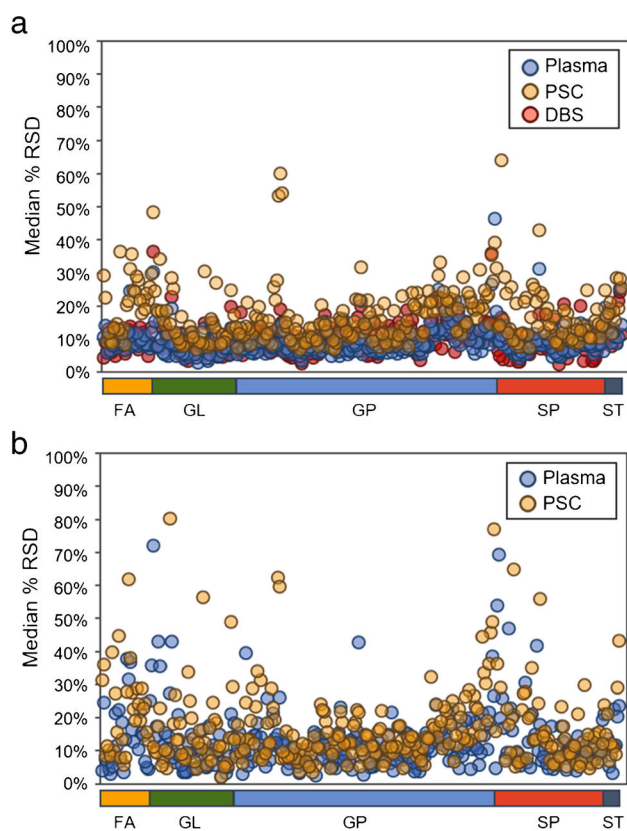 a
100%
90%
80%
70%
60%
50%
40%
30%
20%
10%
0%
Median % RSD
Plasma
PSC
DBS
FA GL GP SP ST
b
100%
90%
80%
70%
60%
50%
40%
30%
20%
10%
0%
Median % RSD
Plasma
PSC
FA GL GP SP ST